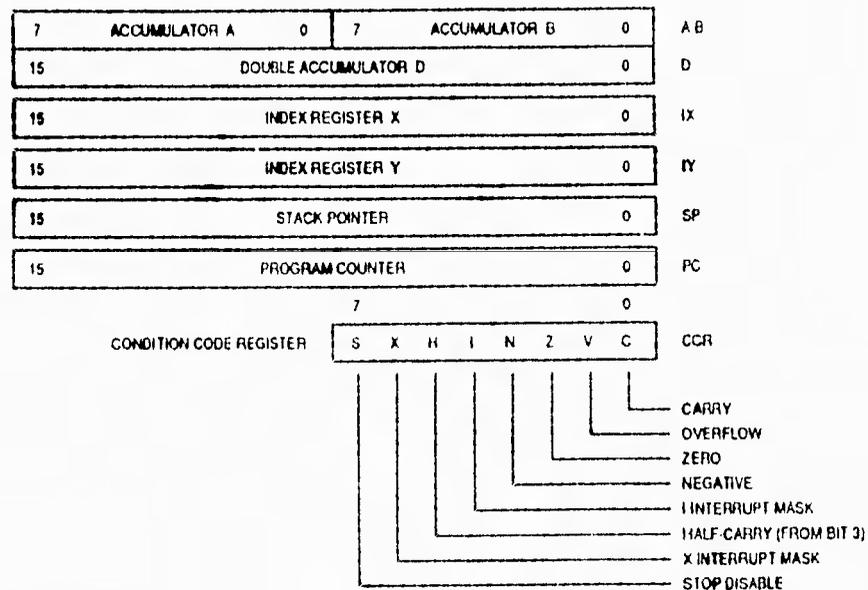 7 ACCUMULATOR A 0 7 ACCUMULATOR B 0 A B
15 DOUBLE ACCUMULATOR D 0 D
15 INDEX REGISTER X 0 IX
15 INDEX REGISTER Y 0 IY
15 STACK POINTER 0 SP
15 PROGRAM COUNTER 0 PC
7 0
CONDITION CODE REGISTER S X H I N Z V C CCR
CARRY
OVERFLOW
ZERO
NEGATIVE
I INTERRUPT MASK
HALF-CARRY (FROM BIT 3)
X INTERRUPT MASK
STOP DISABLE